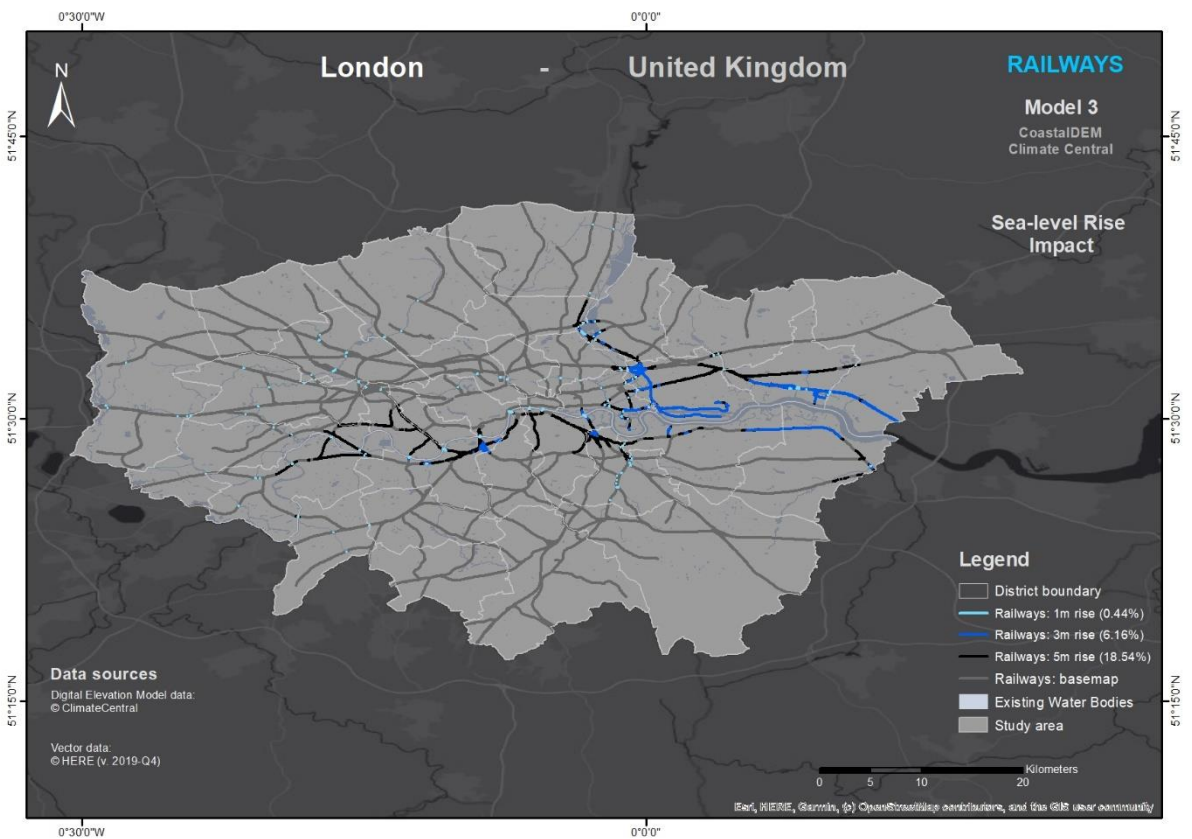 0°30'0"W
0°0'0"
N
London - United Kingdom
RAILWAYS
Model 3
CoastalDEM
Climate Central
Sea-level Rise
Impact
51°45'0"N
51°45'0"N
51°30'0"N
51°30'0"N
51°15'0"N
51°15'0"N
Legend
District boundary
Railways: 1m rise (0.44%)
Railways: 3m rise (6.16%)
Railways: 5m rise (18.54%)
Railways: basemap
Existing Water Bodies
Study area
Data sources
Digital Elevation Model data:
© ClimateCentral
Vector data:
© HERE (v. 2019-Q4)
Kilometers
0 5 10 20
Esri, HERE, Garmin, (c) OpenStreetMap contributors, and the GIS user community
0°30'0"W
0°0'0"